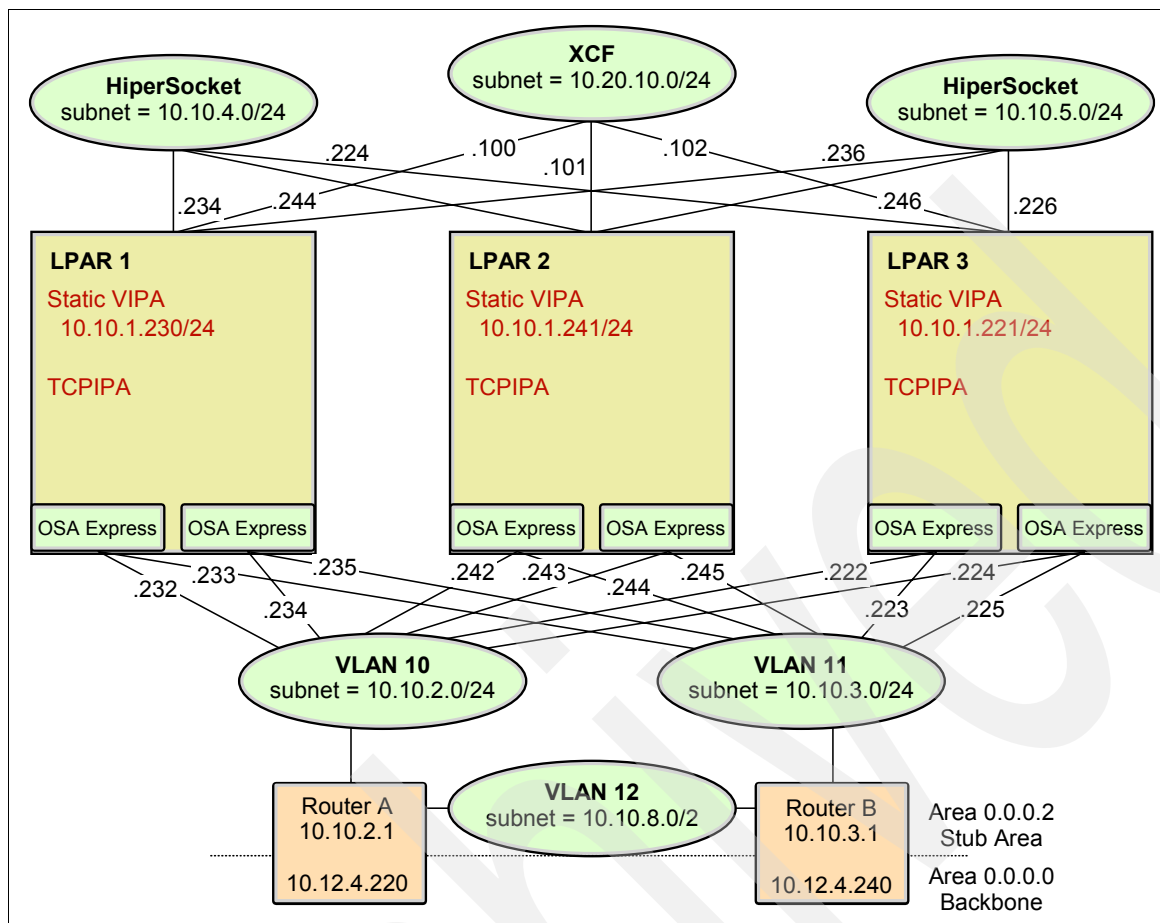 XCF
subnet = 10.20.10.0/24
HiperSocket
subnet = 10.10.4.0/24
HiperSocket
subnet = 10.10.5.0/24
.224
.100
.101
.102
.236
.234
.244
.246
.226
LPAR 1
Static VIPA
10.10.1.230/24
TCPIPA
OSA Express
OSA Express
LPAR 2
Static VIPA
10.10.1.241/24
TCPIPA
OSA Express
OSA Express
LPAR 3
Static VIPA
10.10.1.221/24
TCPIPA
OSA Express
OSA Express
.232
.233
.235
.234
.242
.243
.244
.245
.222
.223
.224
.225
VLAN 10
subnet = 10.10.2.0/24
VLAN 11
subnet = 10.10.3.0/24
VLAN 12
subnet = 10.10.8.0/2
Router A
10.10.2.1
10.12.4.220
Router B
10.10.3.1
10.12.4.240
Area 0.0.0.2
Stub Area
Area 0.0.0.0
Backbone